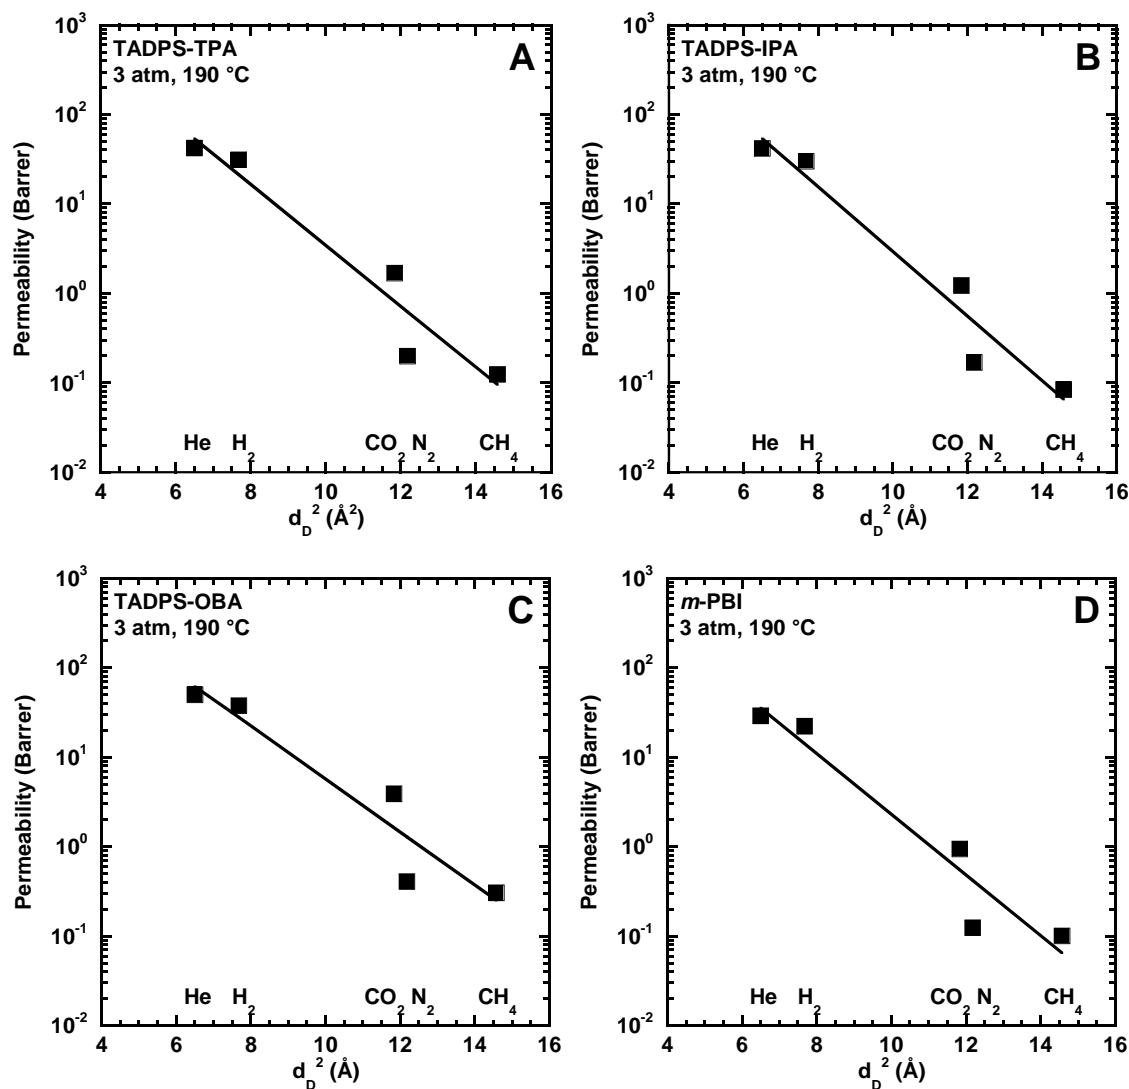 TADPS-TPA
3 atm, 190 °C
A
Permeability (Barrer)
10³
10²
10¹
10⁰
10⁻¹
10⁻²
He H₂ CO₂ N₂ CH₄
4 6 8 10 12 14 16
d_D² (Å²)
TADPS-IPA
3 atm, 190 °C
B
Permeability (Barrer)
10³
10²
10¹
10⁰
10⁻¹
10⁻²
He H₂ CO₂ N₂ CH₄
4 6 8 10 12 14 16
d_D² (Å)
TADPS-OBA
3 atm, 190 °C
C
Permeability (Barrer)
10³
10²
10¹
10⁰
10⁻¹
10⁻²
He H₂ CO₂ N₂ CH₄
4 6 8 10 12 14 16
d_D² (Å)
m-PBI
3 atm, 190 °C
D
Permeability (Barrer)
10³
10²
10¹
10⁰
10⁻¹
10⁻²
He H₂ CO₂ N₂ CH₄
4 6 8 10 12 14 16
d_D² (Å)